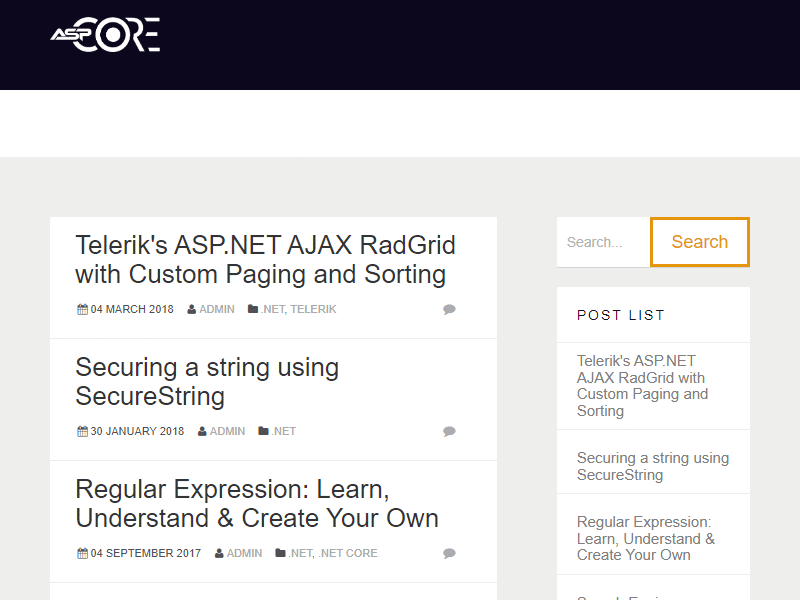 ASP CORE
Telerik's ASP.NET AJAX RadGrid
with Custom Paging and Sorting
04 MARCH 2018 ADMIN .NET, TELERIK
Securing a string using
SecureString
30 JANUARY 2018 ADMIN .NET
Regular Expression: Learn,
Understand & Create Your Own
04 SEPTEMBER 2017 ADMIN .NET, .NET CORE
Search... Search
POST LIST
Telerik's ASP.NET
AJAX RadGrid with
Custom Paging and
Sorting
Securing a string using
SecureString
Regular Expression:
Learn, Understand &
Create Your Own